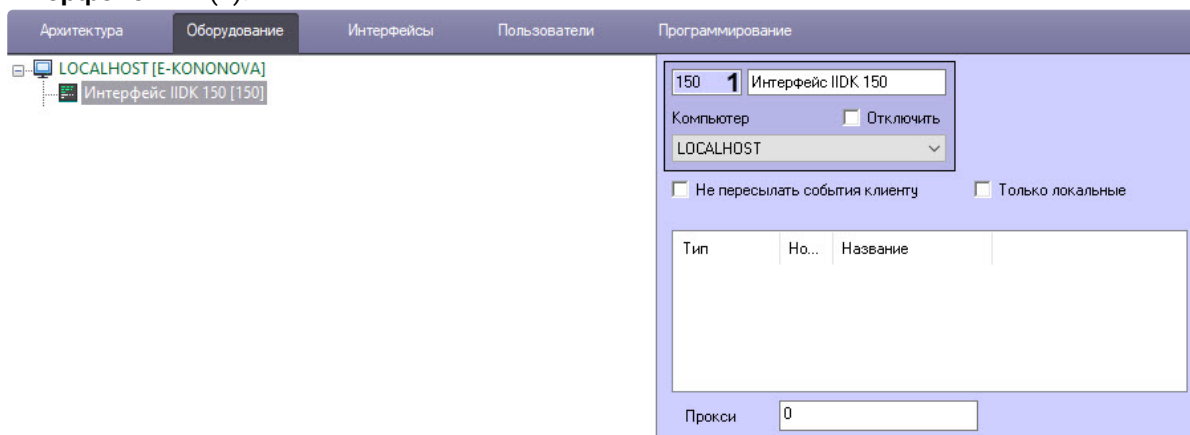 Архитектура Оборудование Интерфейсы Пользователи Программирование
LOCALHOST [E-KONONOVA]
Интерфейс IIDK 150 [150]
150 1 Интерфейс IIDK 150
Компьютер Отключить
LOCALHOST
Не пересылать события клиенту Только локальные
Тип Но... Название
Прокси 0